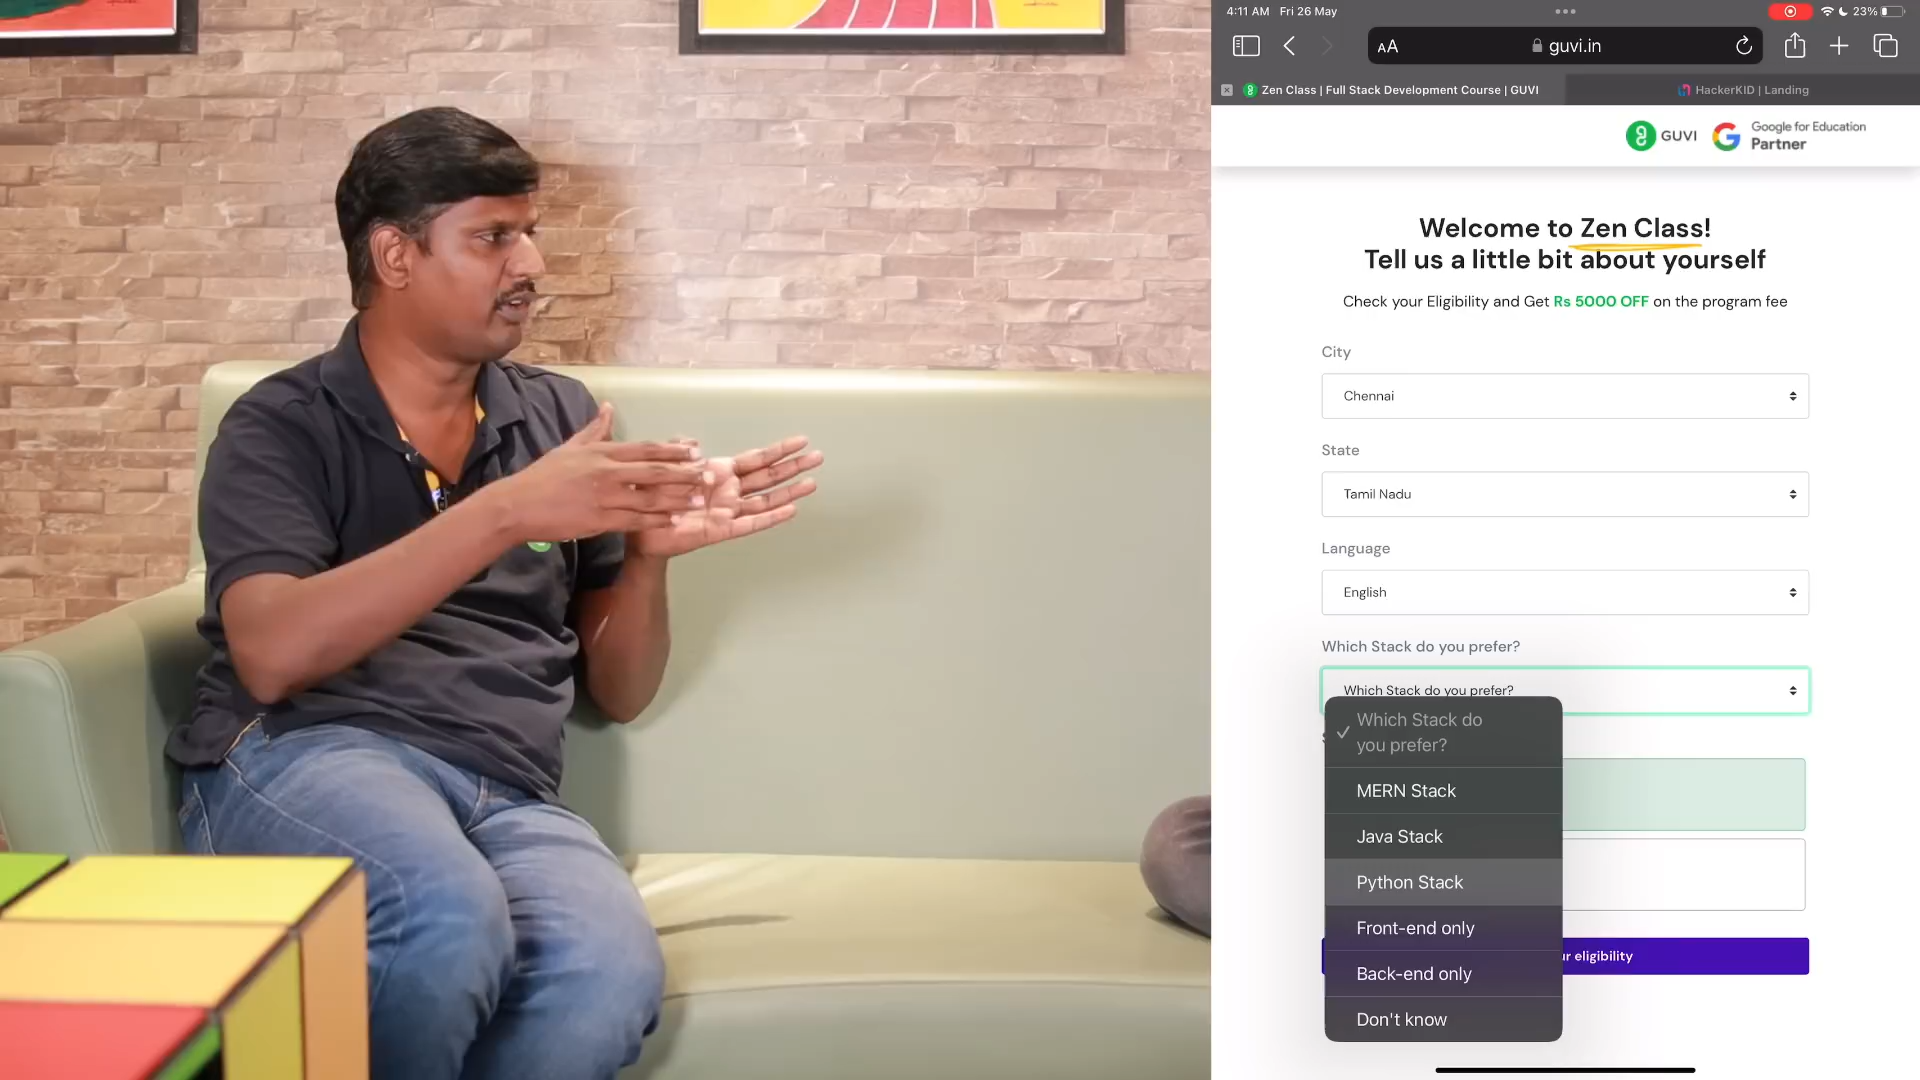 4:11 AM Fri 26 May
23%
AA
guvi.in
Zen Class | Full Stack Development Course | GUVI
HackerKID | Landing
GUVI
Google for Education
Partner
Welcome to Zen Class!
Tell us a little bit about yourself
Check your Eligibility and Get Rs 5000 OFF on the program fee
City
Chennai
State
Tamil Nadu
Language
English
Which Stack do you prefer?
Which Stack do you prefer?
Which Stack do
you prefer?
MERN Stack
Java Stack
Python Stack
Front-end only
Back-end only
Don't know
eligibility